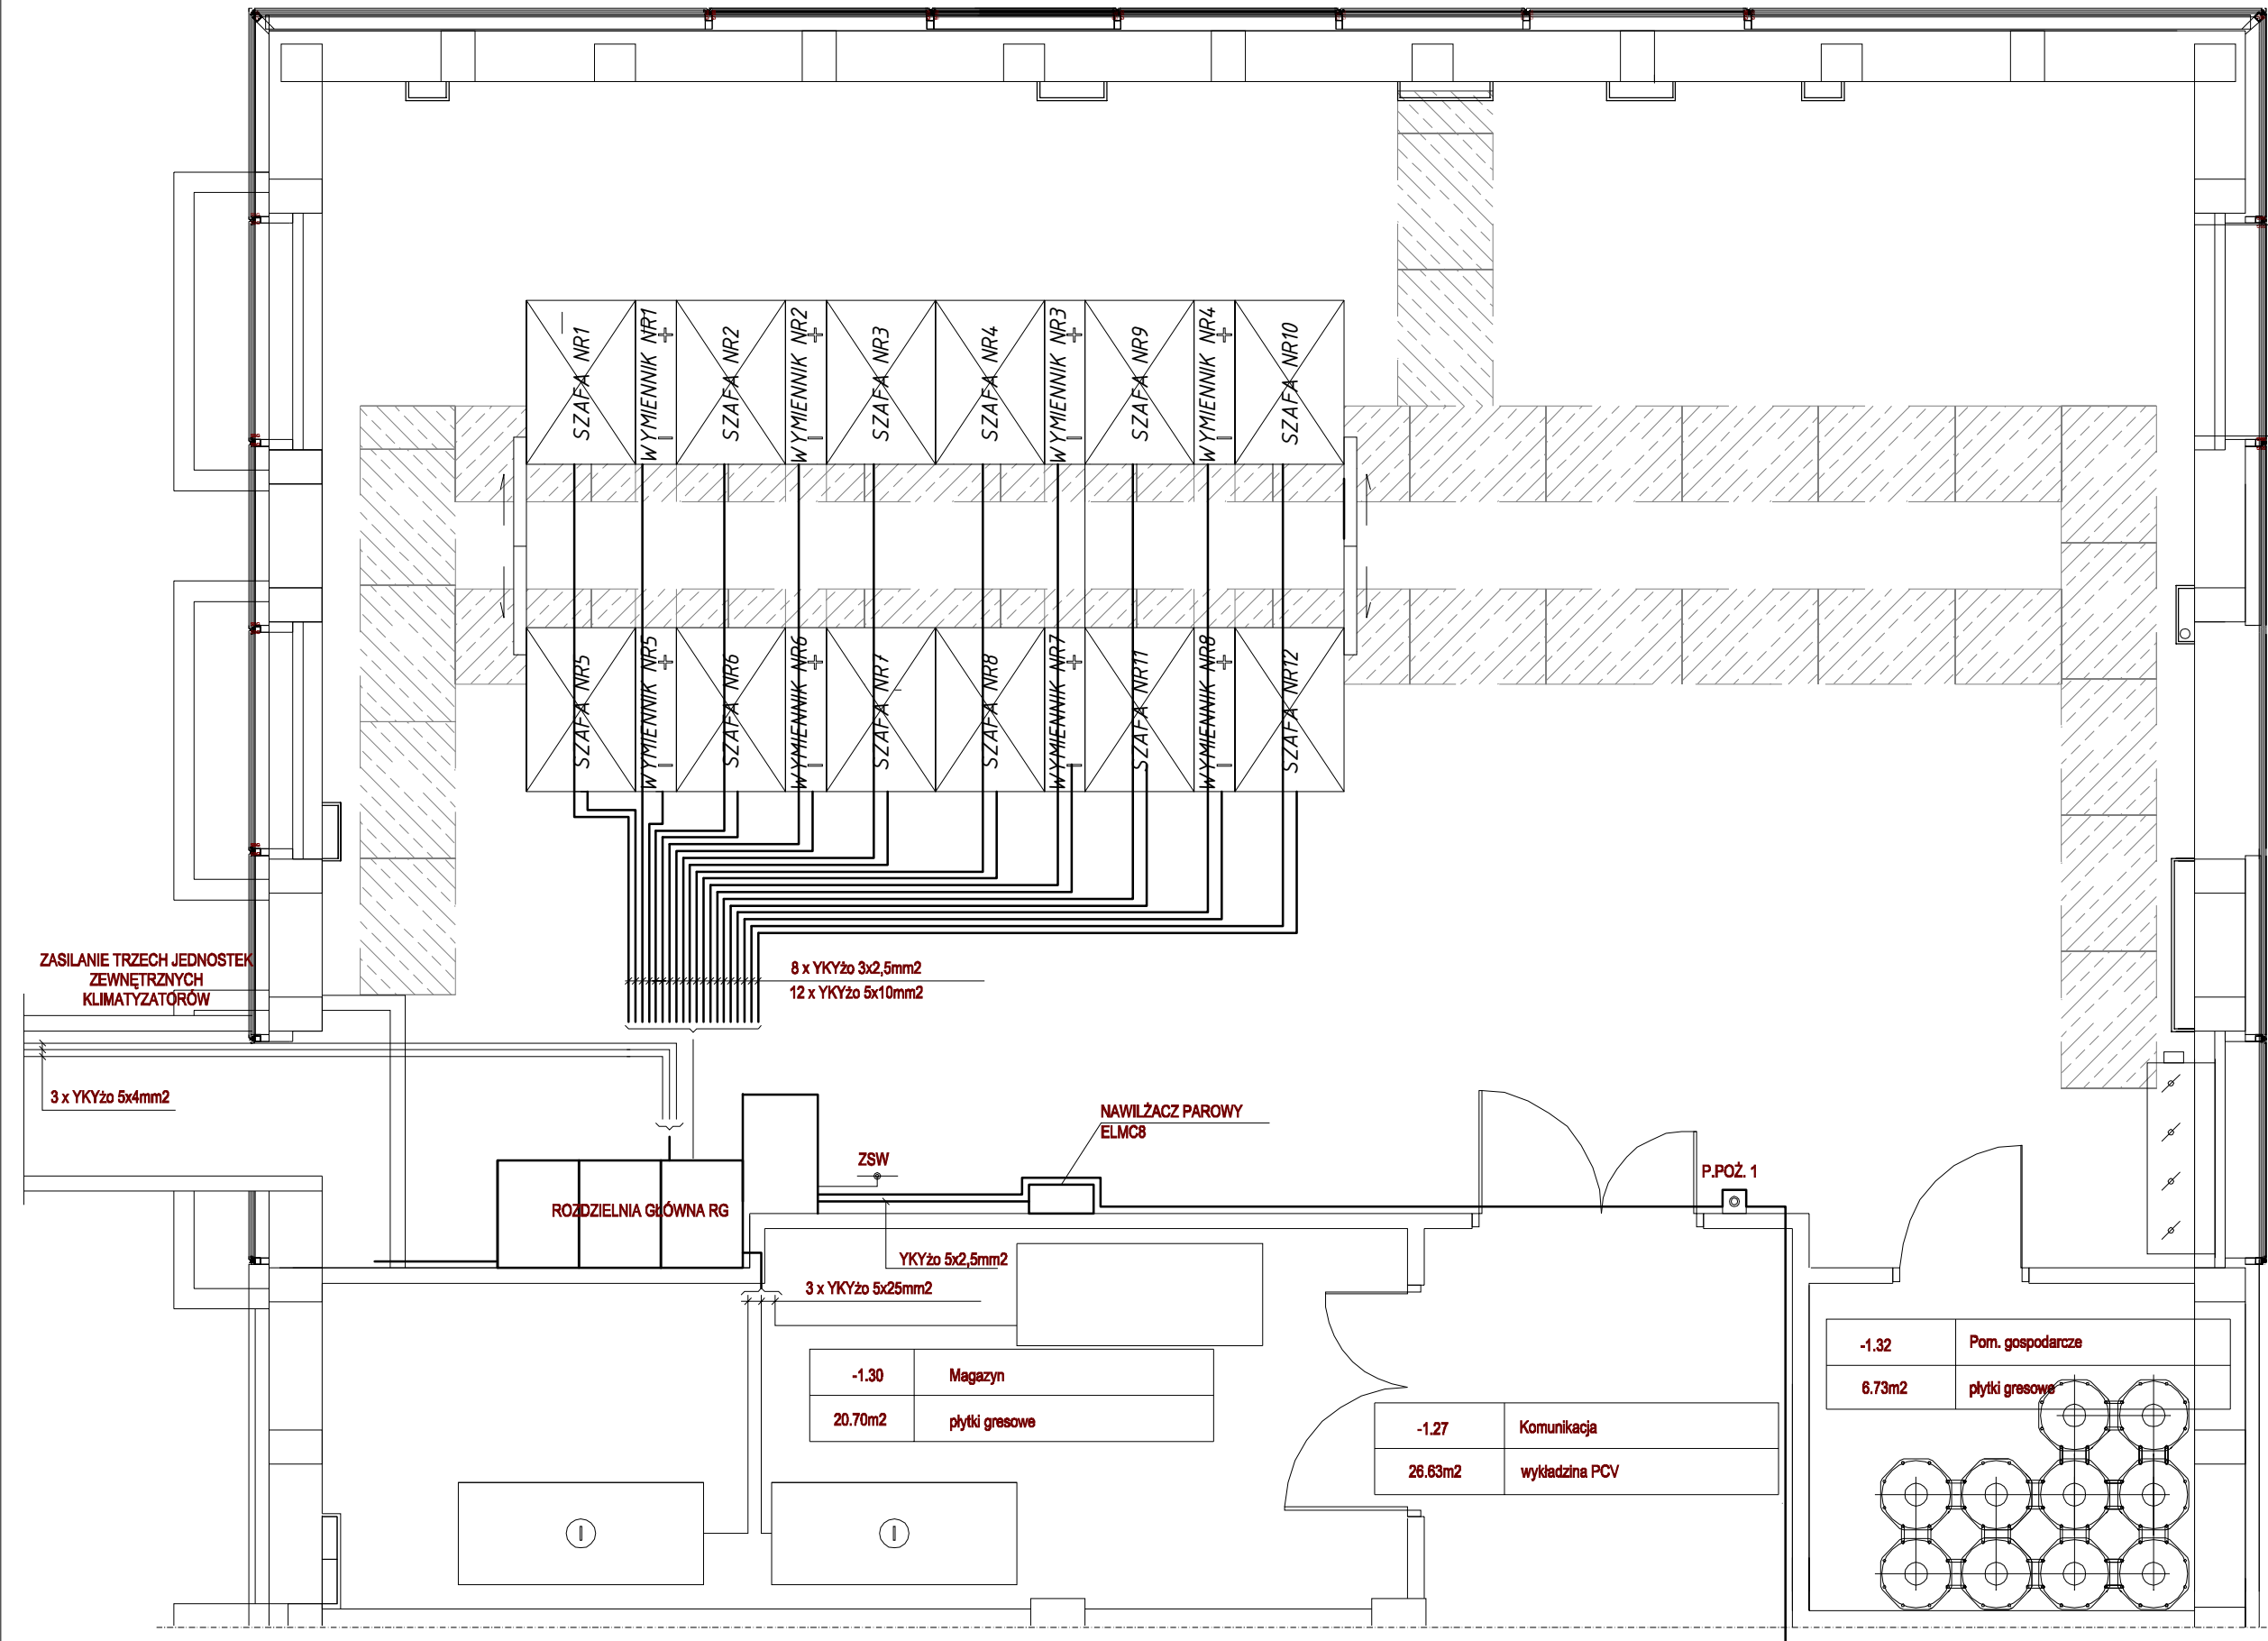 SZAFA NR1
WYMIENNIK NR1
SZAFA NR2
WYMIENNIK NR2
SZAFA NR3
SZAFA NR4
WYMIENNIK NR3
SZAFA NR9
WYMIENNIK NR4
SZAFA NR10
SZAFA NR5
WYMIENNIK NR5
SZAFA NR6
WYMIENNIK NR6
SZAFA NR7
SZAFA NR8
WYMIENNIK NR7
SZAFA NR11
WYMIENNIK NR8
SZAFA NR12
ZASILANIE TRZECH JEDNOSTEK
ZEWNĘTRZNYCH
KLIMATYZATORÓW
8 x YKYżo 3x2,5mm2
12 x YKYżo 5x10mm2
3 x YKYżo 5x4mm2
NAWILŻACZ PAROWY
ELMC8
ZSW
P.POŻ. 1
ROZDZIELNIA GŁÓWNA RG
YKYżo 5x2,5mm2
3 x YKYżo 5x25mm2
-1.30 Magazyn
20.70m2 płytki gresowe
-1.27 Komunikacja
26.63m2 wykładzina PCV
-1.32 Pom. gospodarcze
6.73m2 płytki gresowe